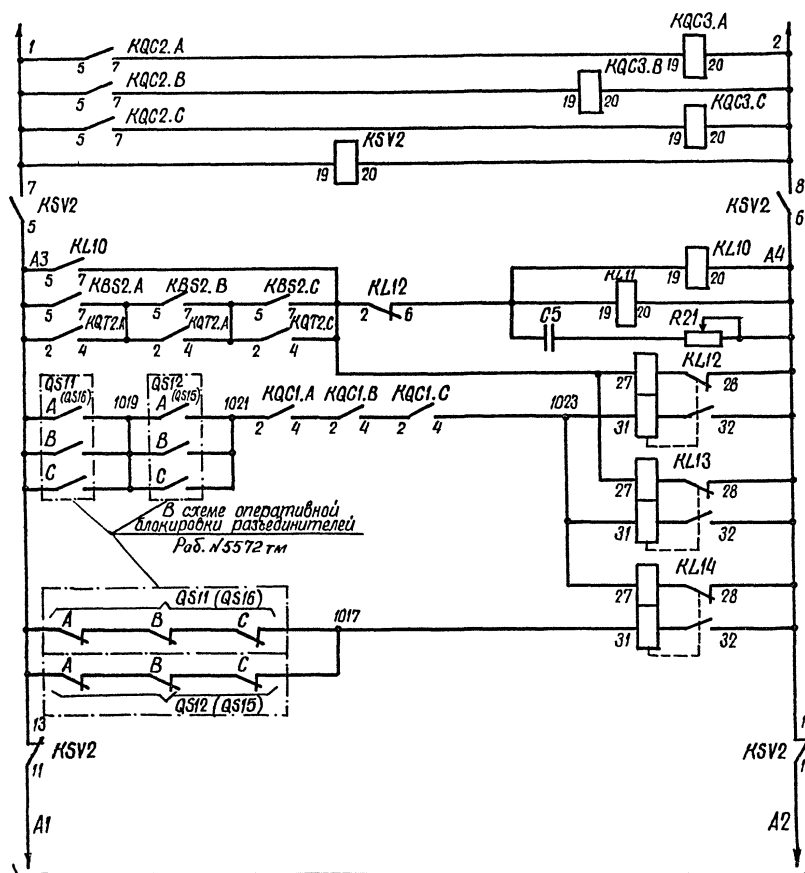 KQC3.A
1
KQC2.A
2
5 7
19 20
KQC3.B
KQC2.B
5 7
19 20
KQC3.C
KQC2.C
5 7
19 20
KSV2
19 20
7
KSV2
5
8
KSV2
6
A3
KL10
5 7
KL10
A4
19 20
KBS2.A
KBS2.B
KBS2.C
KL12
KL11
5 7
5 7
5 7
2 6
19 20
KQT2.A
KQT2.A
KQT2.C
C5
R21
2 4
2 4
2 4
QS11
(QS16)
1019
QS12
(QS15)
1021
KQC1.A
KQC1.B
KQC1.C
1023
KL12
27 28
A
A
2 4
2 4
2 4
31 32
B
B
C
C
KL13
27 28
31 32
В схеме оперативной
блокировки разъединителей
Раб. №5572тм
KL14
27 28
31 32
QS11 (QS16)
A B C
1017
A B C
QS12 (QS15)
13
KSV2
11
1
KSV2
1
A1
A2